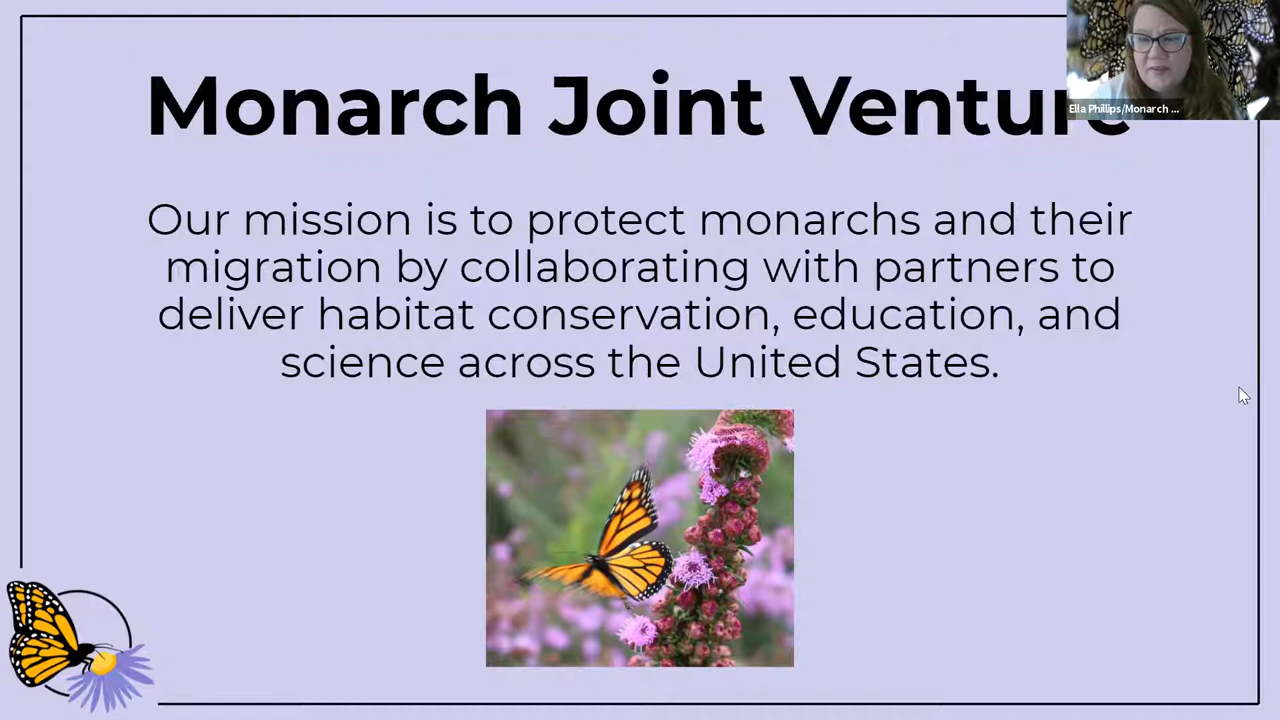 Monarch Joint Venture
Ella Phillips/Monarch ...
Our mission is to protect monarchs and their
migration by collaborating with partners to
deliver habitat conservation, education, and
science across the United States.